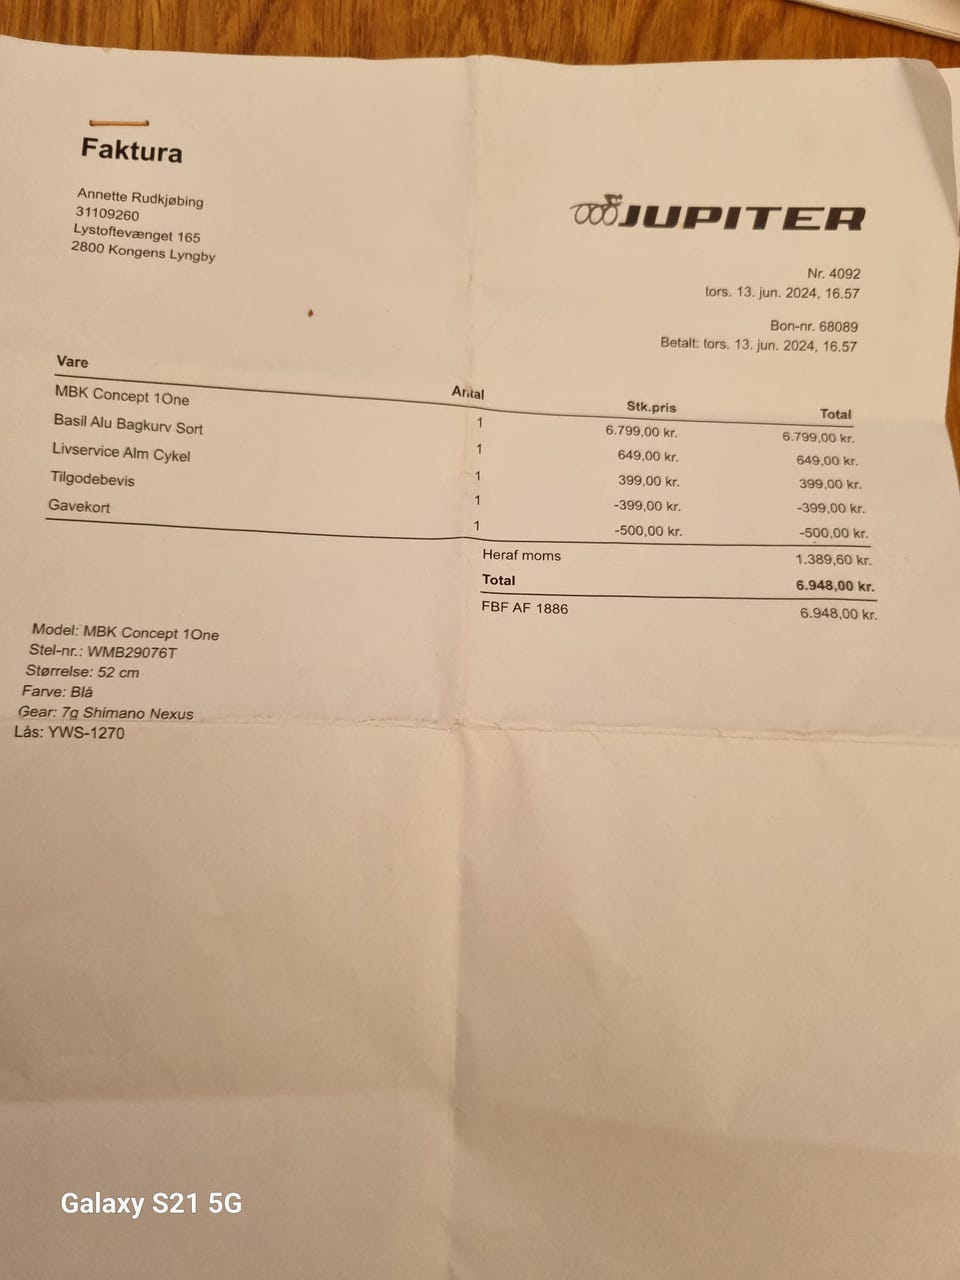 Faktura
Annette Rudkjøbing
31109260
Lystoftevænget 165
2800 Kongens Lyngby
JUPITER
Nr. 4092
tors. 13. jun. 2024, 16.57
Bon-nr. 68089
Betalt: tors. 13. jun. 2024, 16.57
Vare Antal Stk.pris Total
MBK Concept 1One 1 6.799,00 kr. 6.799,00 kr.
Basil Alu Bagkurv Sort 1 649,00 kr. 649,00 kr.
Livservice Alm Cykel 1 399,00 kr. 399,00 kr.
Tilgodebevis 1 -399,00 kr. -399,00 kr.
Gavekort 1 -500,00 kr. -500,00 kr.
Heraf moms 1.389,60 kr.
Total 6.948,00 kr.
FBF AF 1886 6.948,00 kr.
Model: MBK Concept 1One
Stel-nr.: WMB29076T
Størrelse: 52 cm
Farve: Blå
Gear: 7g Shimano Nexus
Lås: YWS-1270
Galaxy S21 5G